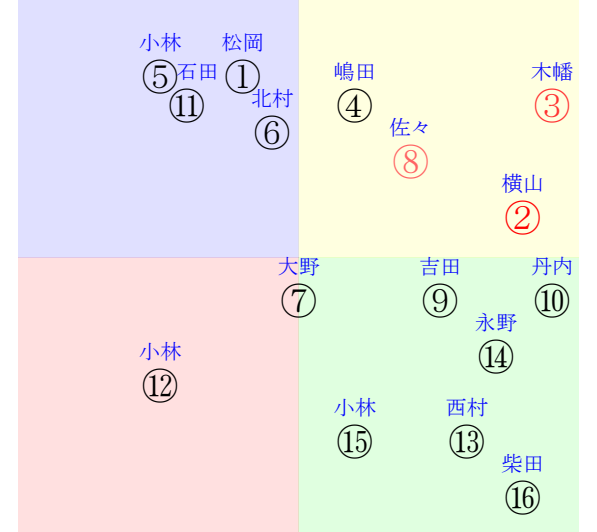 小林
⑤
松岡
①
石田
⑪
北村
⑥
嶋田
④
木幡
③
佐々
⑧
横山
②
大野
⑦
吉田
⑨
丹内
⑩
永野
⑭
小林
⑫
小林
⑮
西村
⑬
柴田
⑯